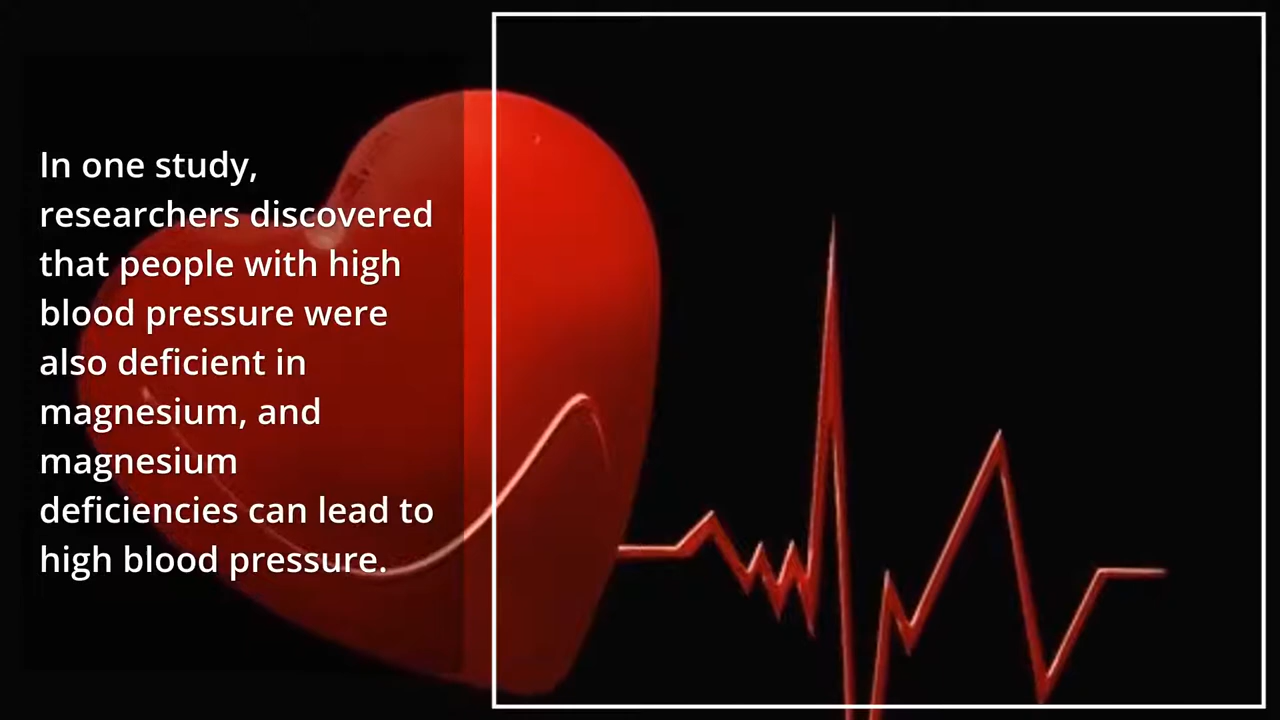 In one study,
researchers discovered
that people with high
blood pressure were
also deficient in
magnesium, and
magnesium
deficiencies can lead to
high blood pressure.